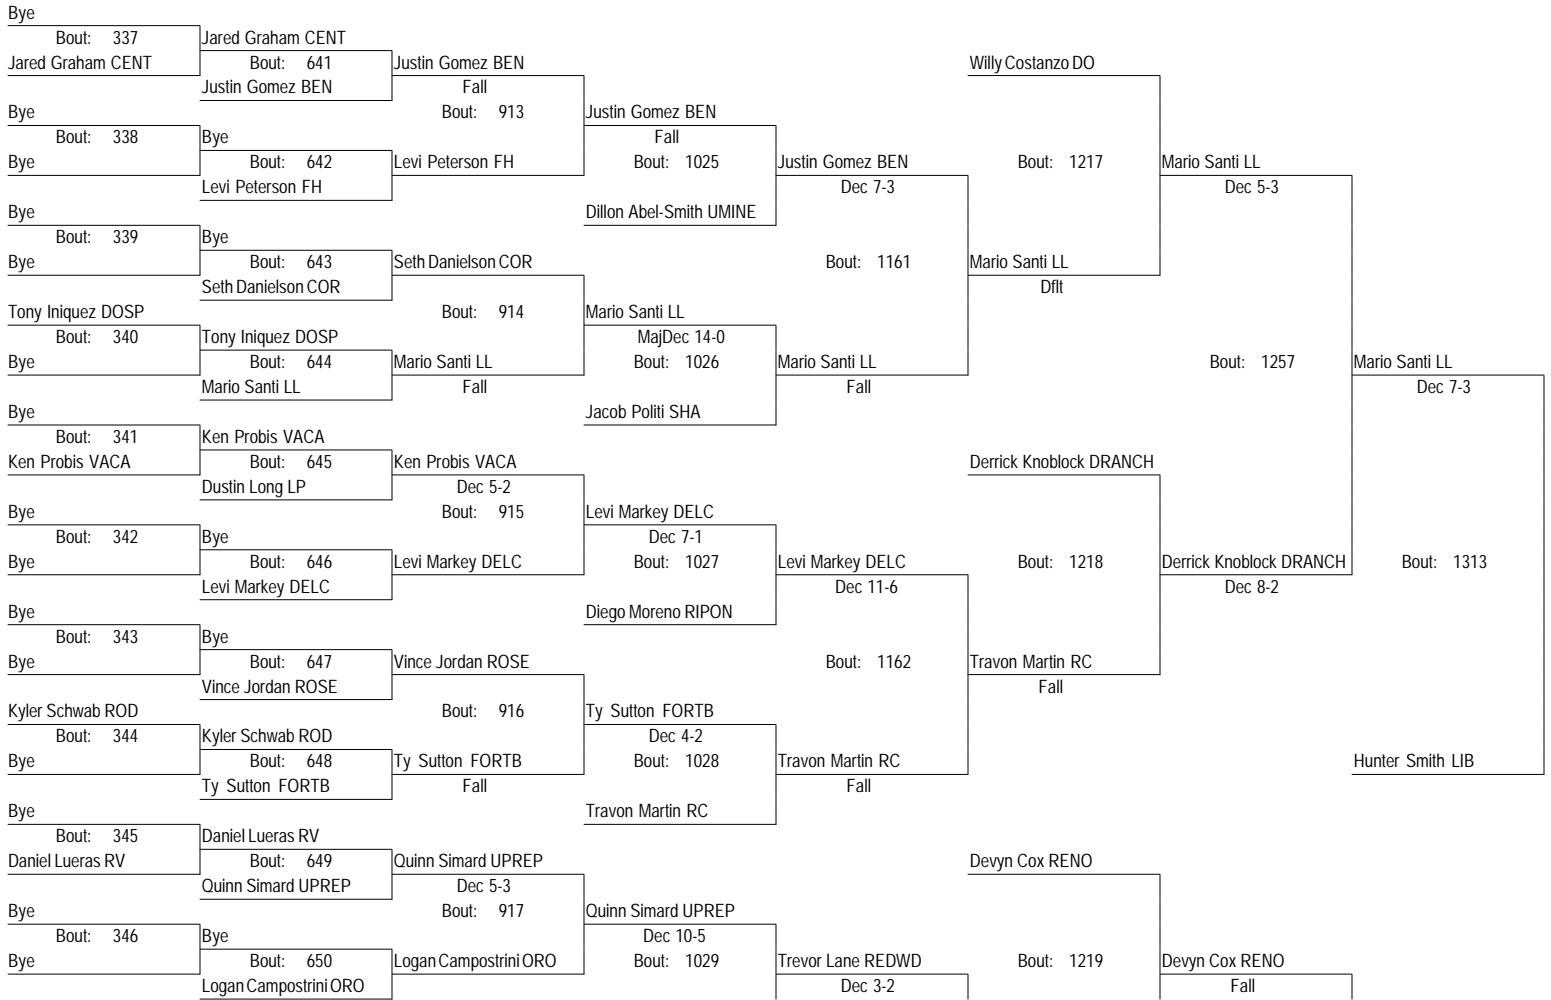 Bye
Bout: 337 Jared Graham CENT
Jared Graham CENT Bout: 641 Justin Gomez BEN Willy Costanzo DO
Justin Gomez BEN Fall
Bye Bout: 913 Justin Gomez BEN
Bout: 338 Bye Fall
Bye Bout: 642 Levi Peterson FH Bout: 1025 Justin Gomez BEN Bout: 1217 Mario Santi LL
Levi Peterson FH Dec 7-3 Dec 5-3
Bye Dillon Abel-Smith UMINE
Bout: 339 Bye
Bye Bout: 643 Seth Danielson COR Bout: 1161 Mario Santi LL
Seth Danielson COR Dflt
Tony Iniquez DOSP Bout: 914 Mario Santi LL
Bout: 340 Tony Iniquez DOSP MajDec 14-0
Bye Bout: 644 Mario Santi LL Bout: 1026 Mario Santi LL Bout: 1257 Mario Santi LL
Mario Santi LL Fall Fall Dec 7-3
Bye Jacob Politi SHA
Bout: 341 Ken Probis VACA
Ken Probis VACA Bout: 645 Ken Probis VACA Derrick Knoblock DRANCH
Dustin Long LP Dec 5-2
Bye Bout: 915 Levi Markey DELC
Bout: 342 Bye Dec 7-1
Bye Bout: 646 Levi Markey DELC Bout: 1027 Levi Markey DELC Bout: 1218 Derrick Knoblock DRANCH Bout: 1313
Levi Markey DELC Dec 11-6 Dec 8-2
Bye Diego Moreno RIPON
Bout: 343 Bye
Bye Bout: 647 Vince Jordan ROSE Bout: 1162 Travon Martin RC
Vince Jordan ROSE Fall
Kyler Schwab ROD Bout: 916 Ty Sutton FORTB
Bout: 344 Kyler Schwab ROD Dec 4-2
Bye Bout: 648 Ty Sutton FORTB Bout: 1028 Travon Martin RC Hunter Smith LIB
Ty Sutton FORTB Fall Fall
Bye Travon Martin RC
Bout: 345 Daniel Lueras RV
Daniel Lueras RV Bout: 649 Quinn Simard UPREP Devyn Cox RENO
Quinn Simard UPREP Dec 5-3
Bye Bout: 917 Quinn Simard UPREP
Bout: 346 Bye Dec 10-5
Bye Bout: 650 Logan Campostrini ORO Bout: 1029 Trevor Lane REDWD Bout: 1219 Devyn Cox RENO
Logan Campostrini ORO Dec 3-2 Fall